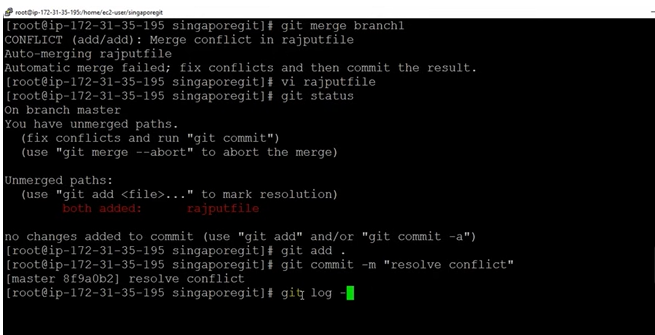 root@ip-172-31-35-195:/home/ec2-user/singaporegit
[root@ip-172-31-35-195 singaporegit]# git merge branch1
CONFLICT (add/add): Merge conflict in rajputfile
Auto-merging rajputfile
Automatic merge failed; fix conflicts and then commit the result.
[root@ip-172-31-35-195 singaporegit]# vi rajputfile
[root@ip-172-31-35-195 singaporegit]# git status
On branch master
You have unmerged paths.
  (fix conflicts and run "git commit")
  (use "git merge --abort" to abort the merge)
Unmerged paths:
  (use "git add <file>..." to mark resolution)
        both added:      rajputfile
no changes added to commit (use "git add" and/or "git commit -a")
[root@ip-172-31-35-195 singaporegit]# git add .
[root@ip-172-31-35-195 singaporegit]# git commit -m "resolve conflict"
[master 8f9a0b2] resolve conflict
[root@ip-172-31-35-195 singaporegit]# git log -